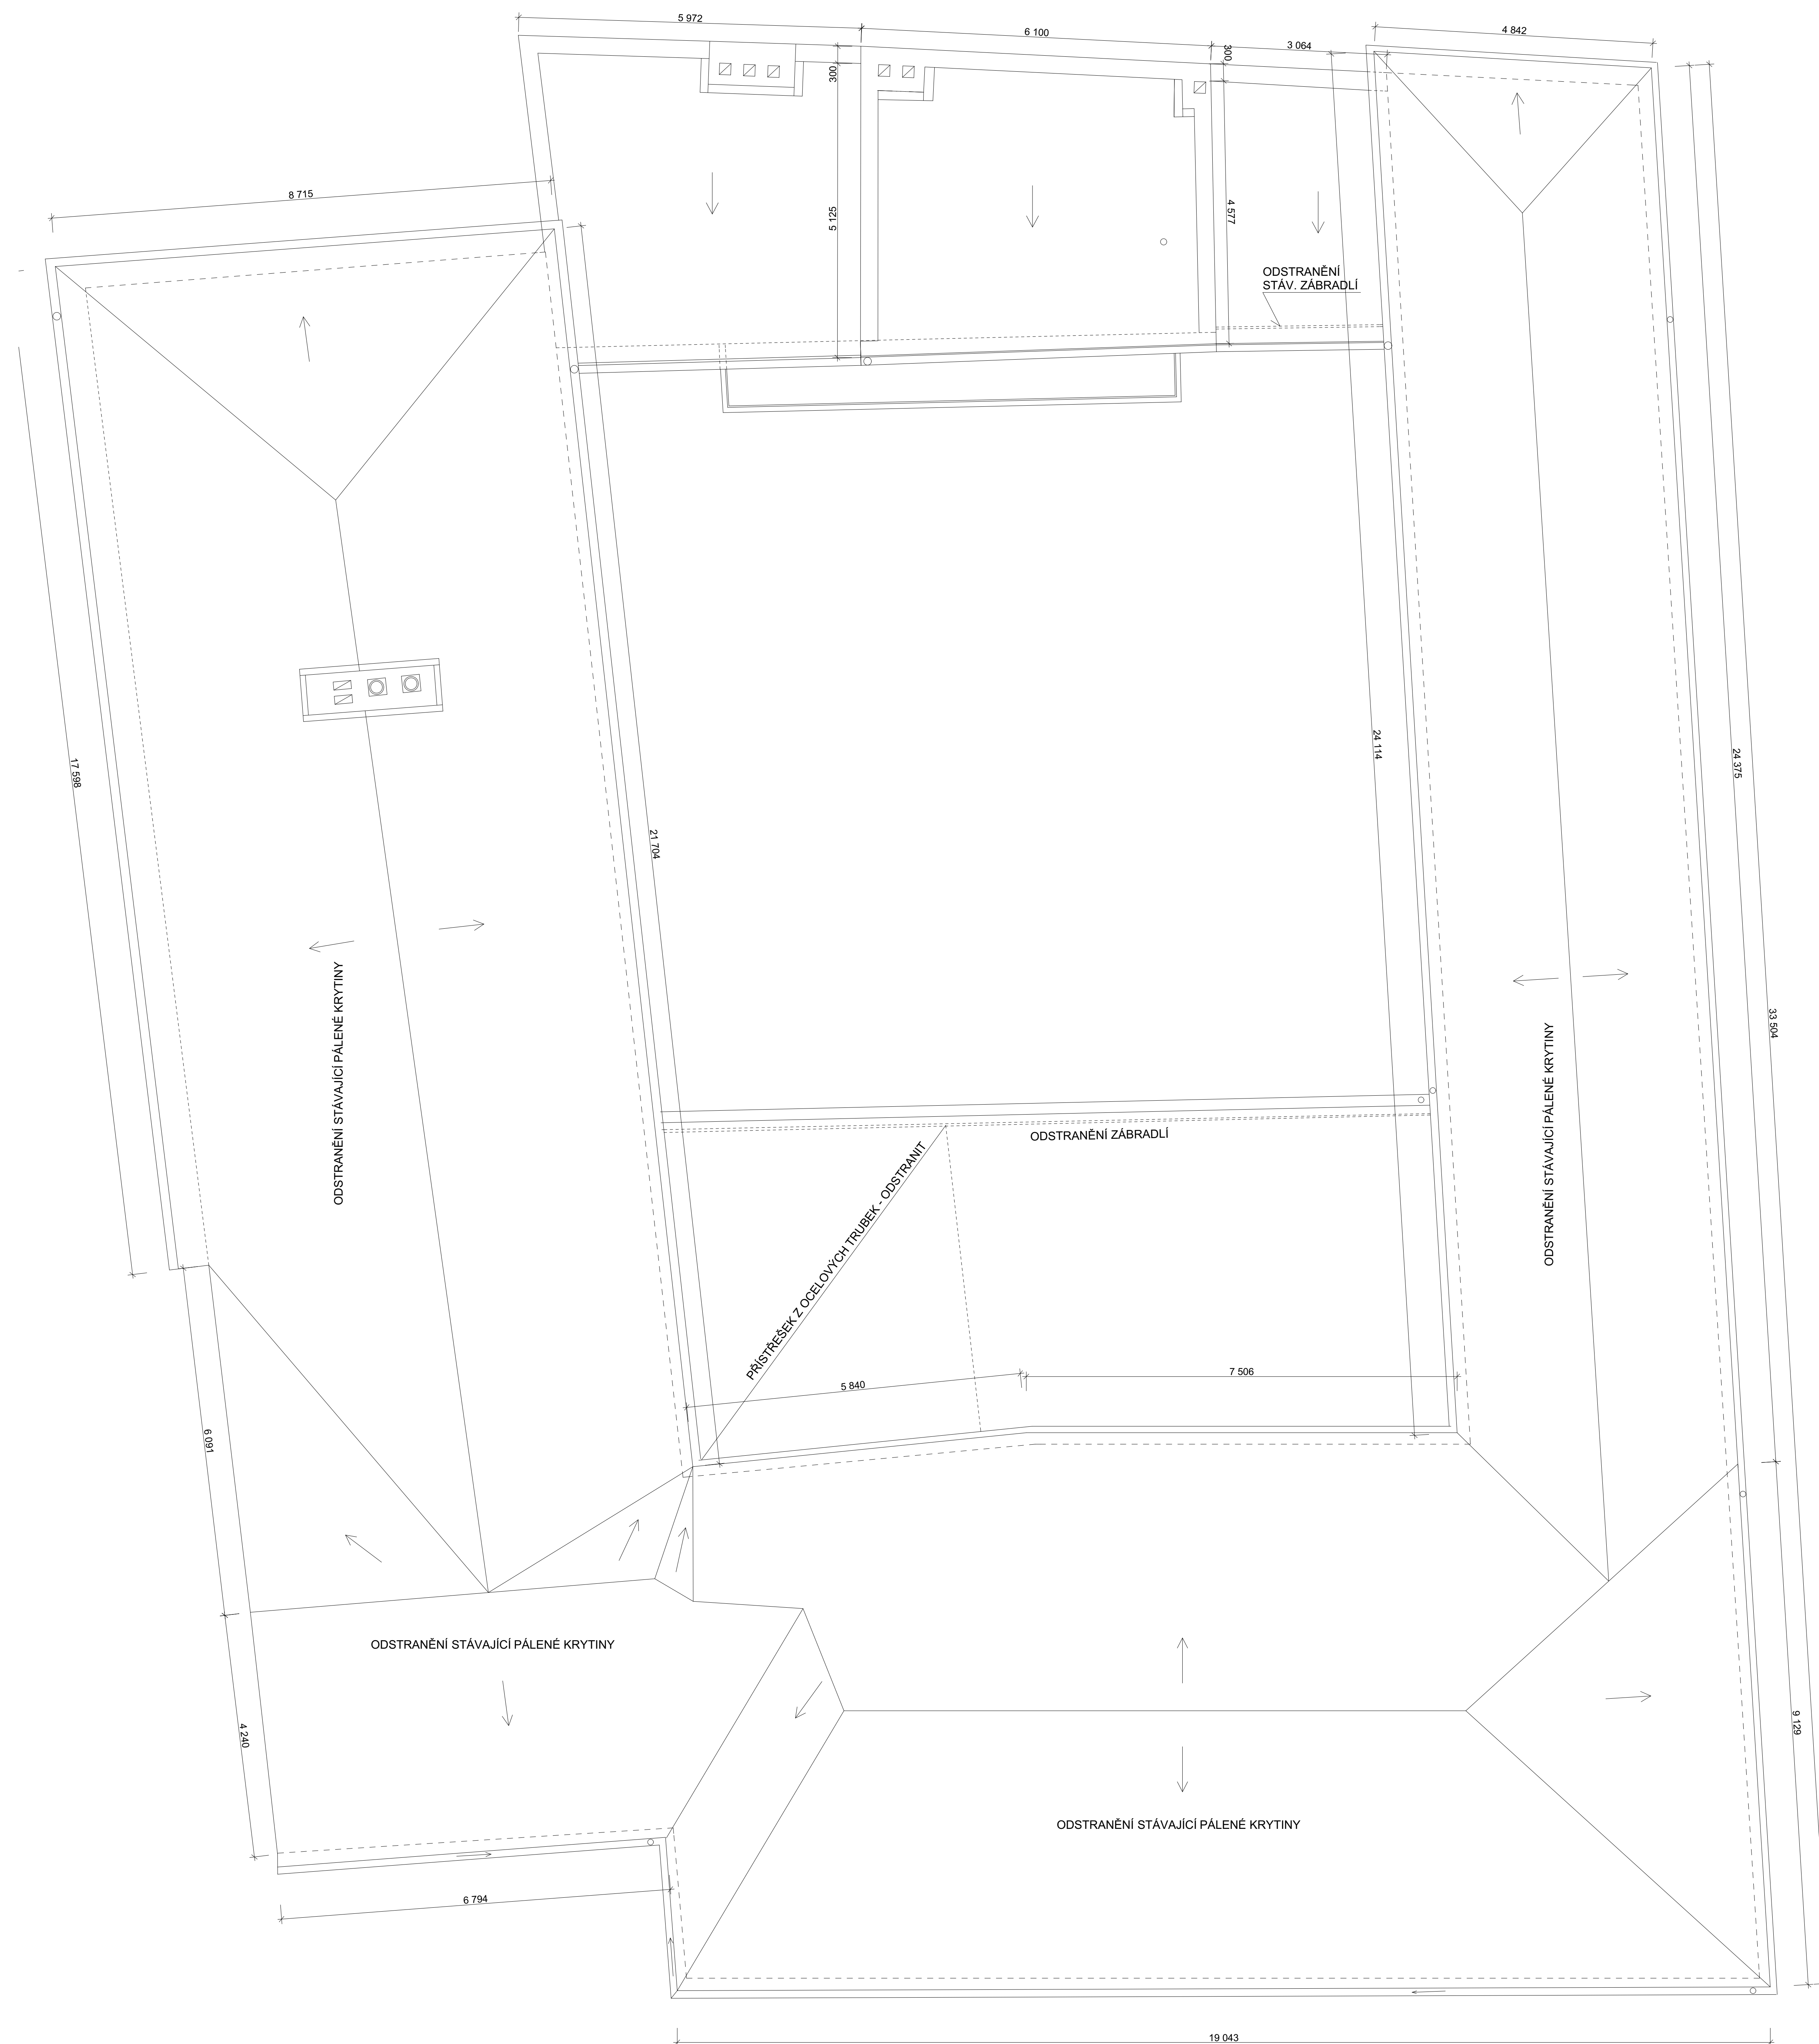 5 972
6 100
3 064
4 842
300
300
8 715
5 125
4 577
ODSTRANĚNÍ
STÁV. ZÁBRADLÍ
17 598
21 704
24 114
24 375
33 504
ODSTRANĚNÍ STÁVAJÍCÍ PÁLENÉ KRYTINY
ODSTRANĚNÍ STÁVAJÍCÍ PÁLENÉ KRYTINY
ODSTRANĚNÍ ZÁBRADLÍ
PŘÍSTŘEŠEK Z OCELOVÝCH TRUBEK - ODSTRANIT
5 840
7 506
6 091
ODSTRANĚNÍ STÁVAJÍCÍ PÁLENÉ KRYTINY
4 240
9 129
ODSTRANĚNÍ STÁVAJÍCÍ PÁLENÉ KRYTINY
6 794
19 043